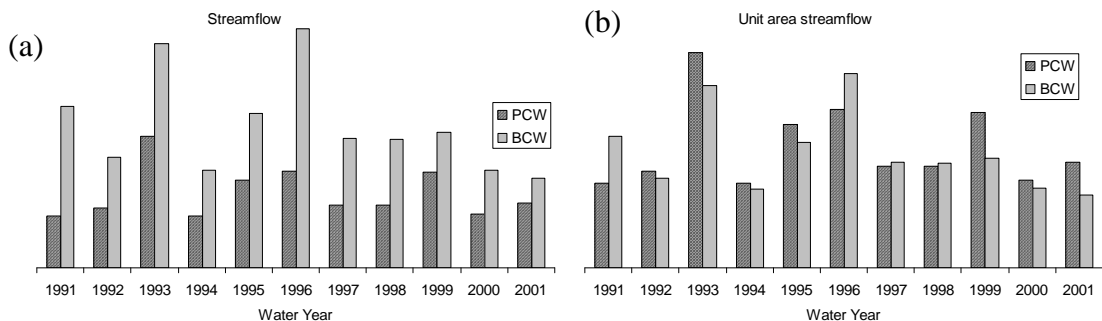 (a)
Streamflow
PCW
BCW
1991 1992 1993 1994 1995 1996 1997 1998 1999 2000 2001
Water Year
(b)
Unit area streamflow
PCW
BCW
1991 1992 1993 1994 1995 1996 1997 1998 1999 2000 2001
Water Year